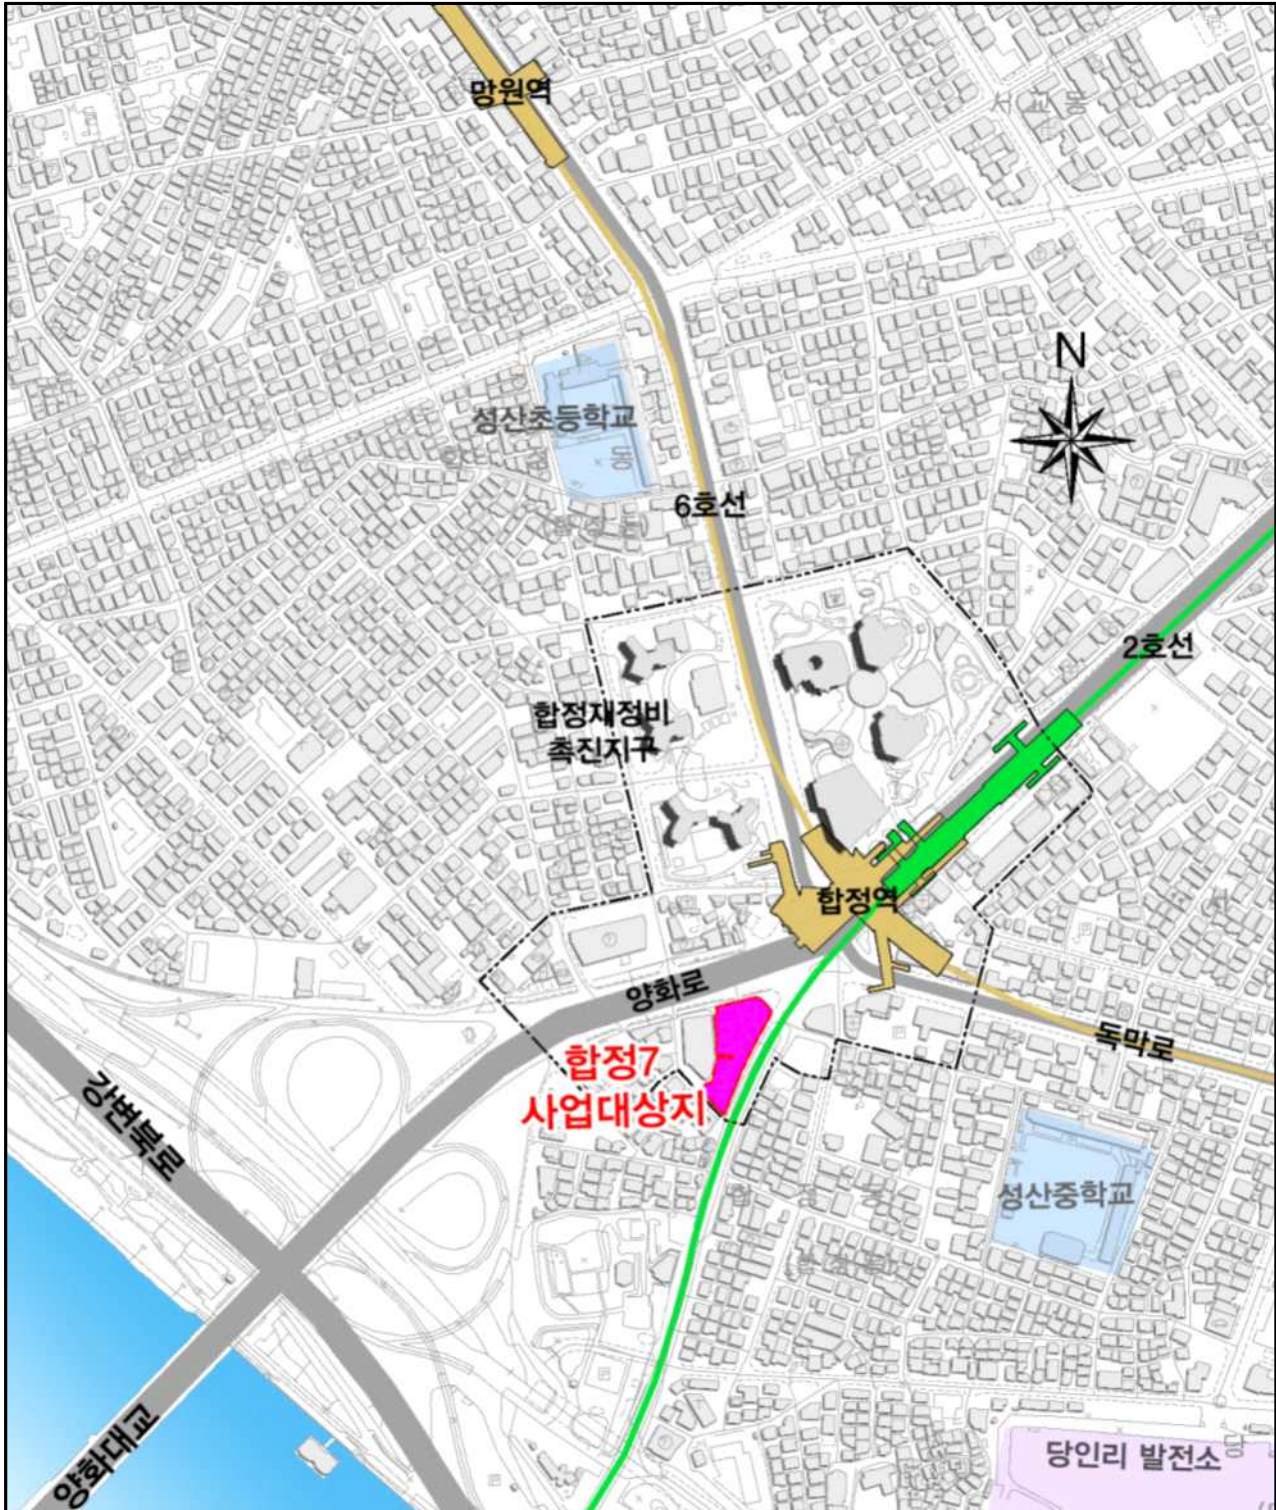 망원역
서교동
N
성산초등학교
6호선
2호선
합정재정비
촉진지구
합정역
양화로
독막로
합정7
사업대상지
강변북로
성산중학교
양화대교
당인리 발전소